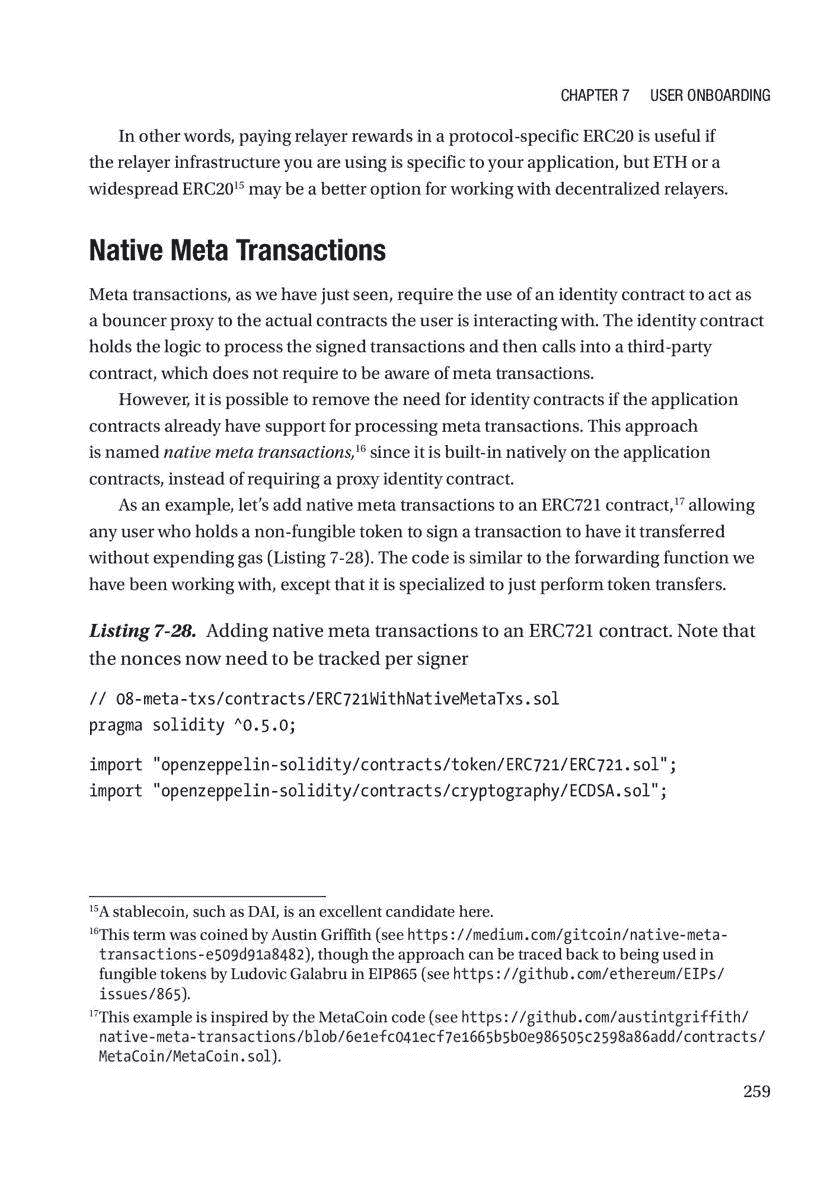 CHAPTER 7 USER ONBOARDING
In other words, paying relayer rewards in a protocol-specific ERC20 is useful if
the relayer infrastructure you are using is specific to your application, but ETH or a
widespread ERC2015 may be a better option for working with decentralized relayers.
Native Meta Transactions
Meta transactions, as we have just seen, require the use of an identity contract to act as
a bouncer proxy to the actual contracts the user is interacting with. The identity contract
holds the logic to process the signed transactions and then calls into a third-party
contract, which does not require to be aware of meta transactions.
However, it is possible to remove the need for identity contracts if the application
contracts already have support for processing meta transactions. This approach
is named native meta transactions,16 since it is built-in natively on the application
contracts, instead of requiring a proxy identity contract.
As an example, let's add native meta transactions to an ERC721 contract,17 allowing
any user who holds a non-fungible token to sign a transaction to have it transferred
without expending gas (Listing 7-28). The code is similar to the forwarding function we
have been working with, except that it is specialized to just perform token transfers.
Listing 7-28. Adding native meta transactions to an ERC721 contract. Note that
the nonces now need to be tracked per signer
// 08-meta-txs/contracts/ERC721WithNativeMetaTxs.sol
pragma solidity ^0.5.0;
import "openzeppelin-solidity/contracts/token/ERC721/ERC721.sol";
import "openzeppelin-solidity/contracts/cryptography/ECDSA.sol";
15A stablecoin, such as DAI, is an excellent candidate here.
16This term was coined by Austin Griffith (see https://medium.com/gitcoin/native-meta-
transactions-e509d91a8482), though the approach can be traced back to being used in
fungible tokens by Ludovic Galabru in EIP865 (see https://github.com/ethereum/EIPs/
issues/865).
17This example is inspired by the MetaCoin code (see https://github.com/austintgriffith/
native-meta-transactions/blob/6e1efc041ecf7e1665b5b0e986505c2598a86add/contracts/
MetaCoin/MetaCoin.sol).
259